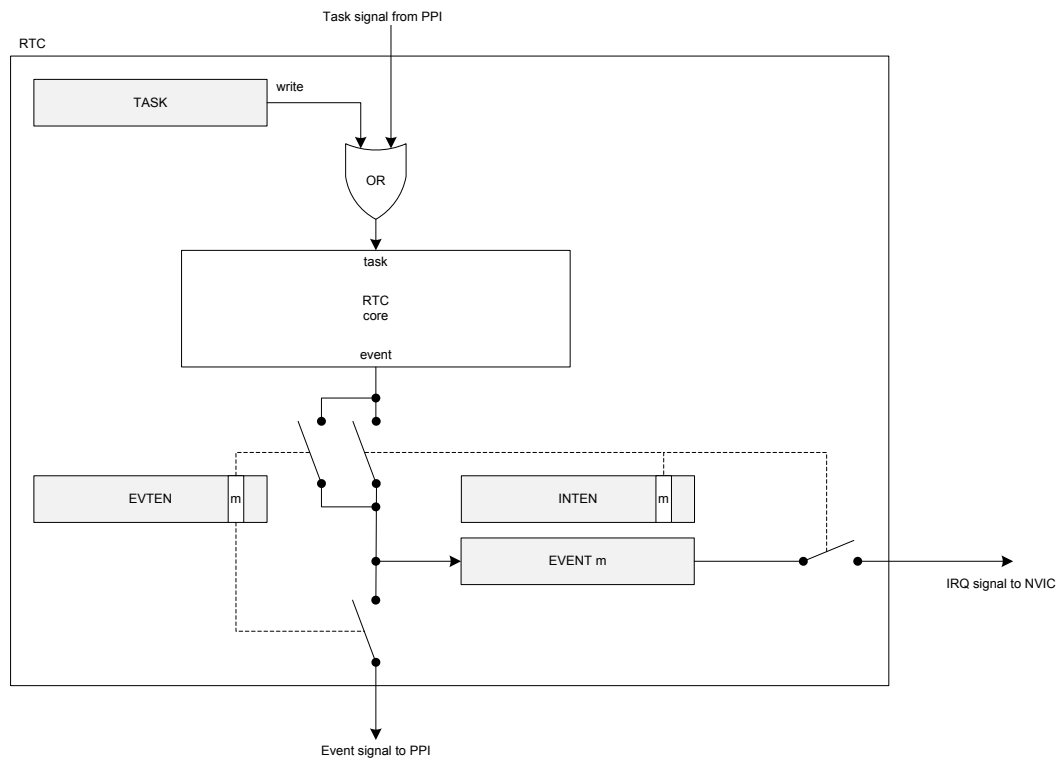 Task signal from PPI
RTC
write
TASK
OR
task
RTC
core
event
EVTEN
m
INTEN
m
EVENT m
IRQ signal to NVIC
Event signal to PPI